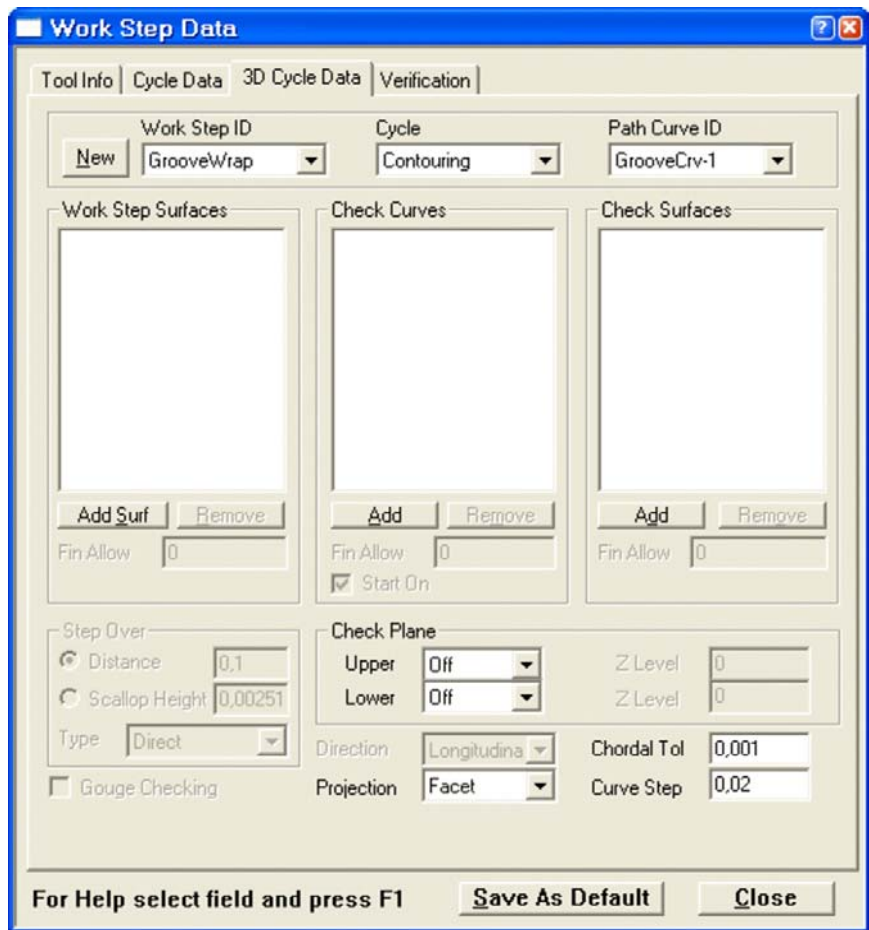 Work Step Data
Tool Info Cycle Data 3D Cycle Data Verification
Work Step ID Cycle Path Curve ID
New GrooveWrap Contouring GrooveCrv-1
Work Step Surfaces Check Curves Check Surfaces
Add Surf Remove Add Remove Add Remove
Fin Allow 0 Fin Allow 0 Fin Allow 0
Start On
Step Over Check Plane
Distance 0,1 Upper Off Z Level 0
Scallop Height 0,00251 Lower Off Z Level 0
Type Direct Direction Longitudina Chordal Tol 0,001
Gouge Checking Projection Facet Curve Step 0,02
For Help select field and press F1 Save As Default Close